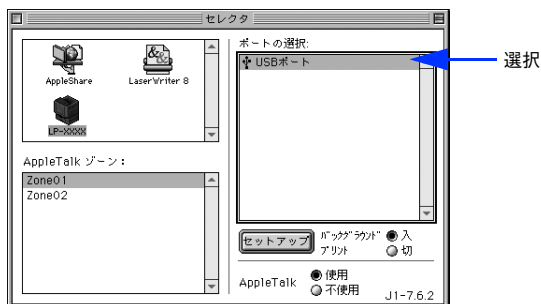 セレクタ
AppleShare
LaserWriter 8
LP-XXXX
AppleTalk ゾーン：
Zone01
Zone02
ポートの選択:
USBポート
選択
セットアップ
バックグラウンド
プリント
入
切
AppleTalk
使用
不使用
J1-7.6.2